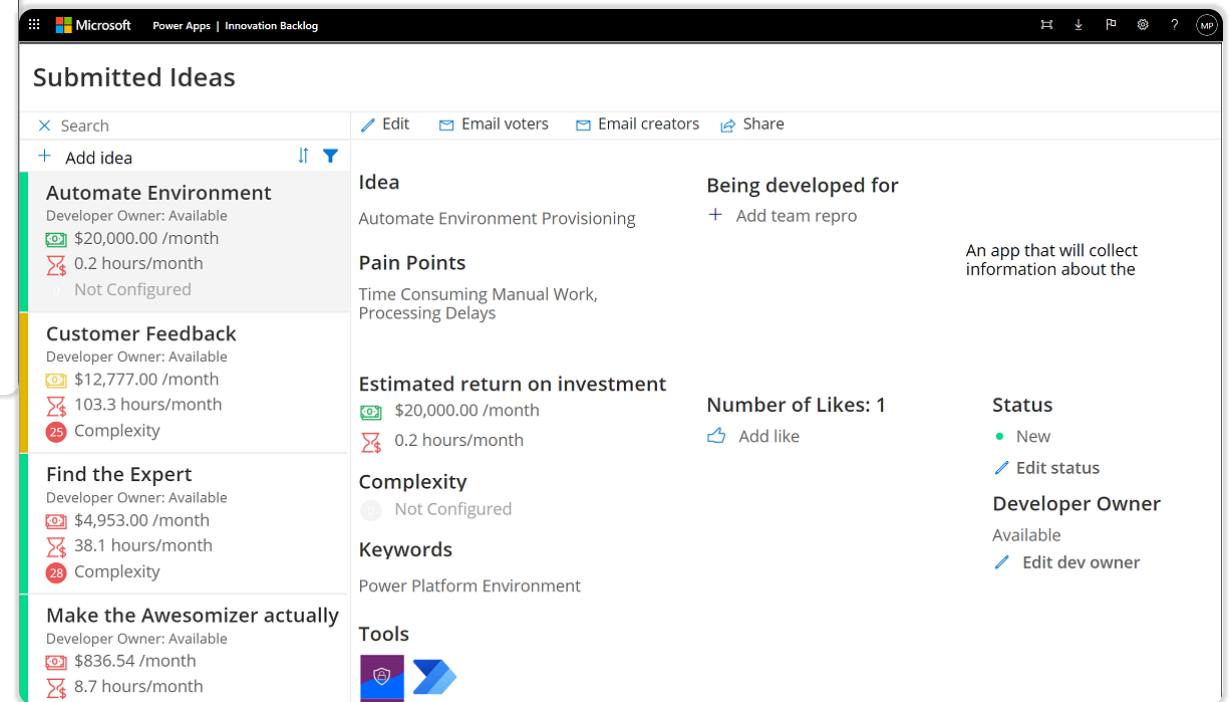 Microsoft Power Apps | Innovation Backlog ? MP
Submitted Ideas
Search
Add idea
Automate Environment
Developer Owner: Available
$20,000.00 /month
0.2 hours/month
Not Configured
Customer Feedback
Developer Owner: Available
$12,777.00 /month
103.3 hours/month
25 Complexity
Find the Expert
Developer Owner: Available
$4,953.00 /month
38.1 hours/month
28 Complexity
Make the Awesomizer actually
Developer Owner: Available
$836.54 /month
8.7 hours/month
Edit Email voters Email creators Share
Idea
Automate Environment Provisioning
Pain Points
Time Consuming Manual Work,
Processing Delays
Estimated return on investment
$20,000.00 /month
0.2 hours/month
Complexity
Not Configured
Keywords
Power Platform Environment
Tools
Being developed for
+ Add team repro
An app that will collect
information about the
Number of Likes: 1
Add like
Status
New
Edit status
Developer Owner
Available
Edit dev owner